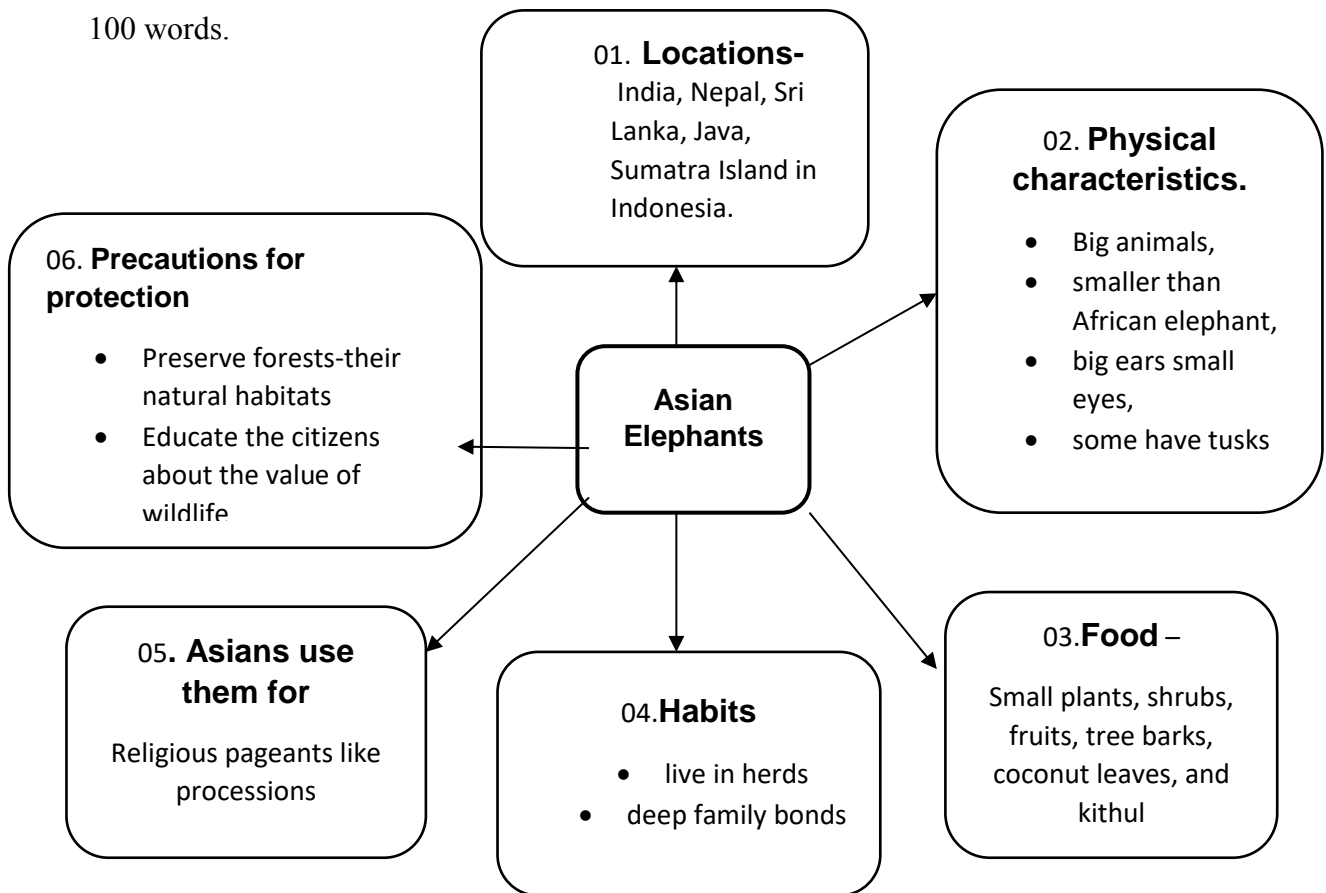 100 words.
01. Locations-
India, Nepal, Sri
Lanka, Java,
Sumatra Island in
Indonesia.
02. Physical
characteristics.
• Big animals,
• smaller than
African elephant,
• big ears small
eyes,
• some have tusks
06. Precautions for
protection
• Preserve forests-their
natural habitats
• Educate the citizens
about the value of
wildlife
Asian
Elephants
03.Food –
Small plants, shrubs,
fruits, tree barks,
coconut leaves, and
kithul
05. Asians use
them for
Religious pageants like
processions
04.Habits
• live in herds
• deep family bonds